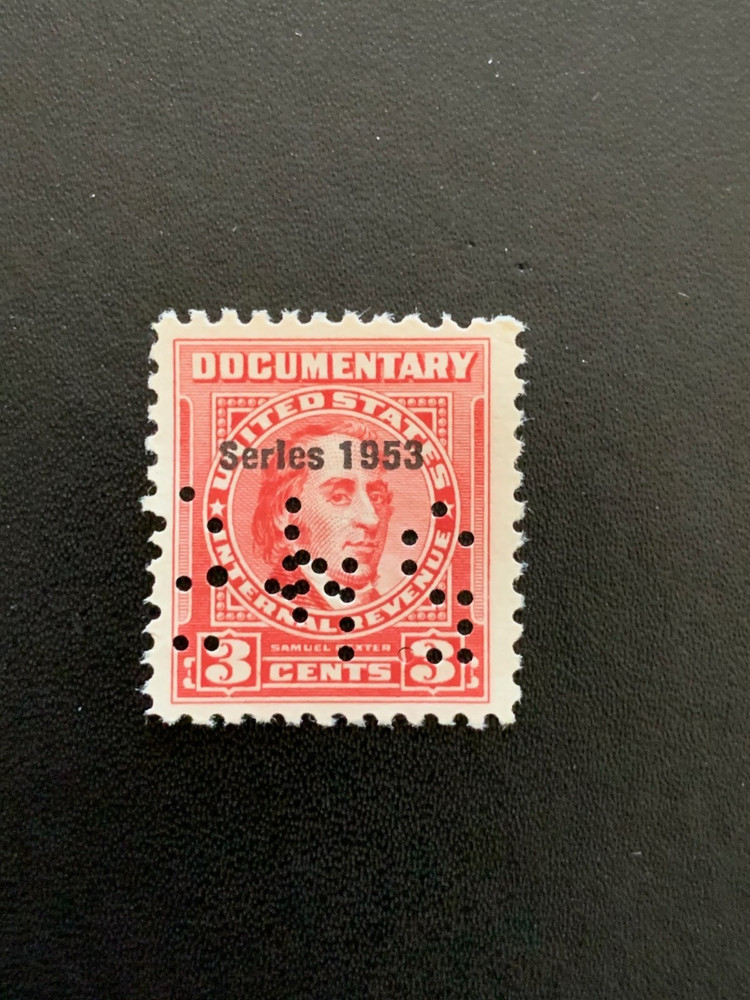 DOCUMENTARY
UNITED STATES
Series 1953
INTERNAL REVENUE
SAMUEL
3 CENTS 3